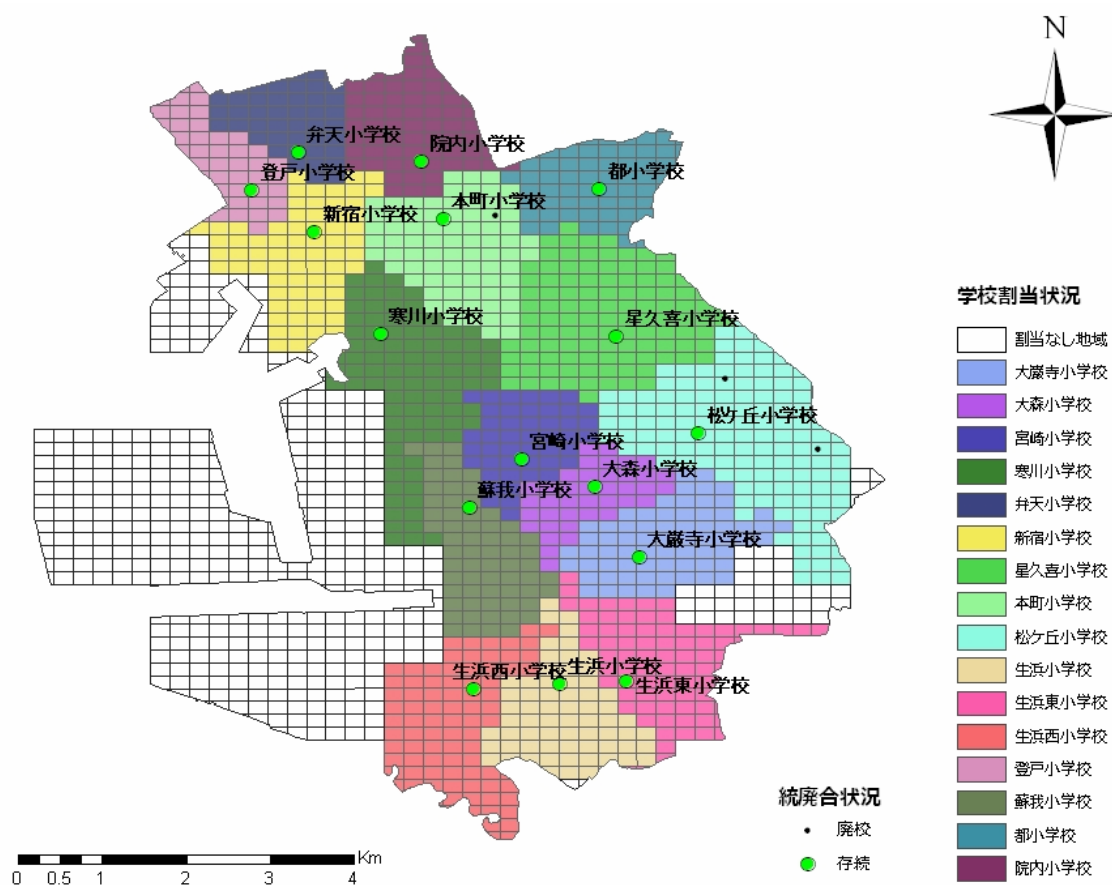 N
弁天小学校
院内小学校
登戸小学校
都小学校
本町小学校
新宿小学校
寒川小学校
星久喜小学校
松ケ丘小学校
宮崎小学校
大森小学校
蘇我小学校
大厳寺小学校
生浜西小学校
生浜小学校
生浜東小学校
学校割当状況
割当なし地域
大厳寺小学校
大森小学校
宮崎小学校
寒川小学校
弁天小学校
新宿小学校
星久喜小学校
本町小学校
松ケ丘小学校
生浜小学校
生浜東小学校
生浜西小学校
登戸小学校
蘇我小学校
都小学校
院内小学校
統廃合状況
廃校
存続
Km
0 0.5 1 2 3 4